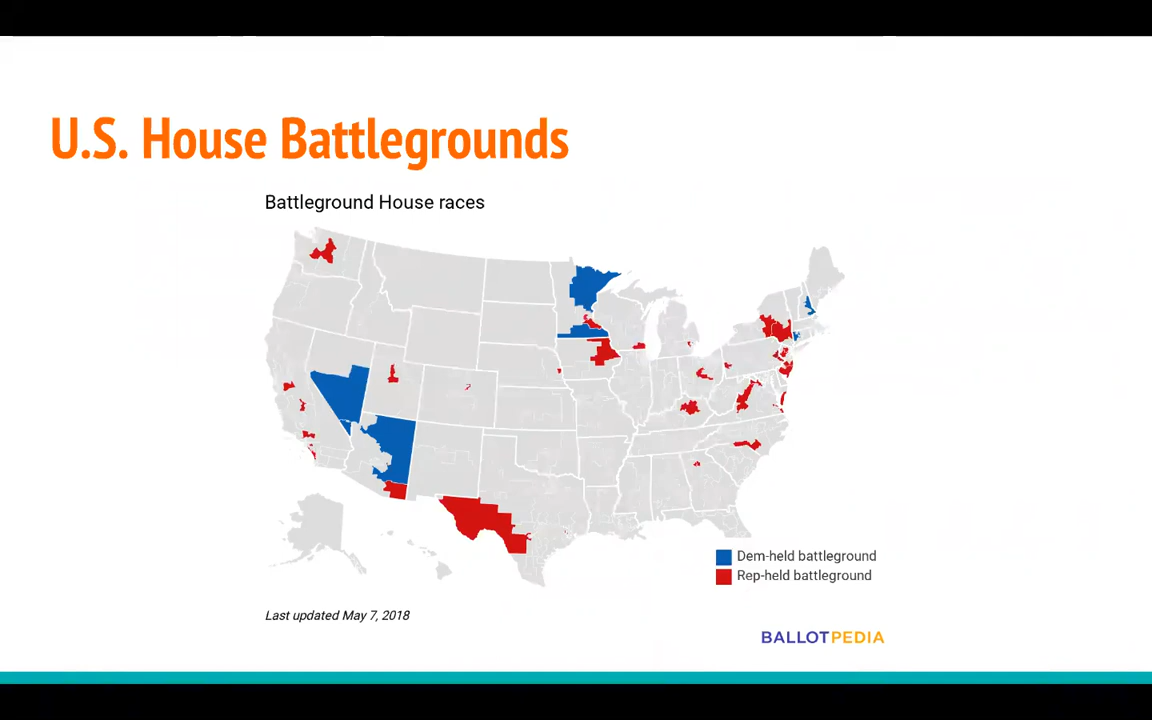 U.S. House Battlegrounds
Battleground House races
Dem-held battleground
Rep-held battleground
Last updated May 7, 2018
BALLOTPEDIA